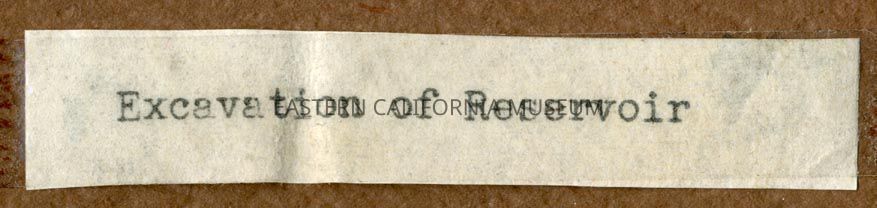 Excavation of Reservoir
EASTERN CALIFORNIA MUSEUM